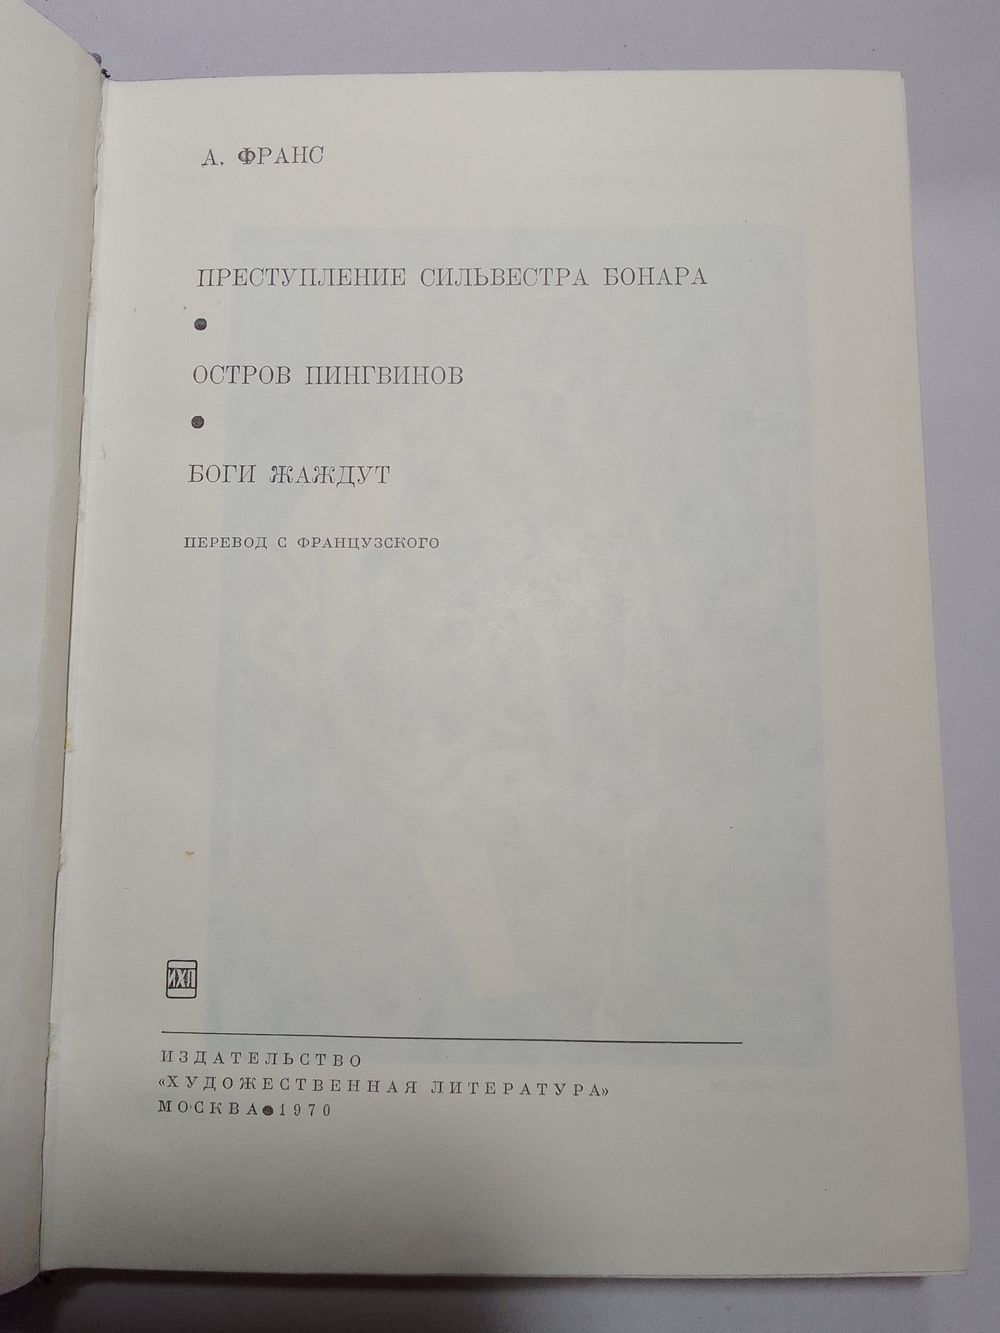 А. ФРАНС
ПРЕСТУПЛЕНИЕ СИЛЬВЕСТРА БОНАРА
●
ОСТРОВ ПИНГВИНОВ
●
БОГИ ЖАЖДУТ
ПЕРЕВОД С ФРАНЦУЗСКОГО
ИХЛ
ИЗДАТЕЛЬСТВО
«ХУДОЖЕСТВЕННАЯ ЛИТЕРАТУРА»
МОСКВА●1970